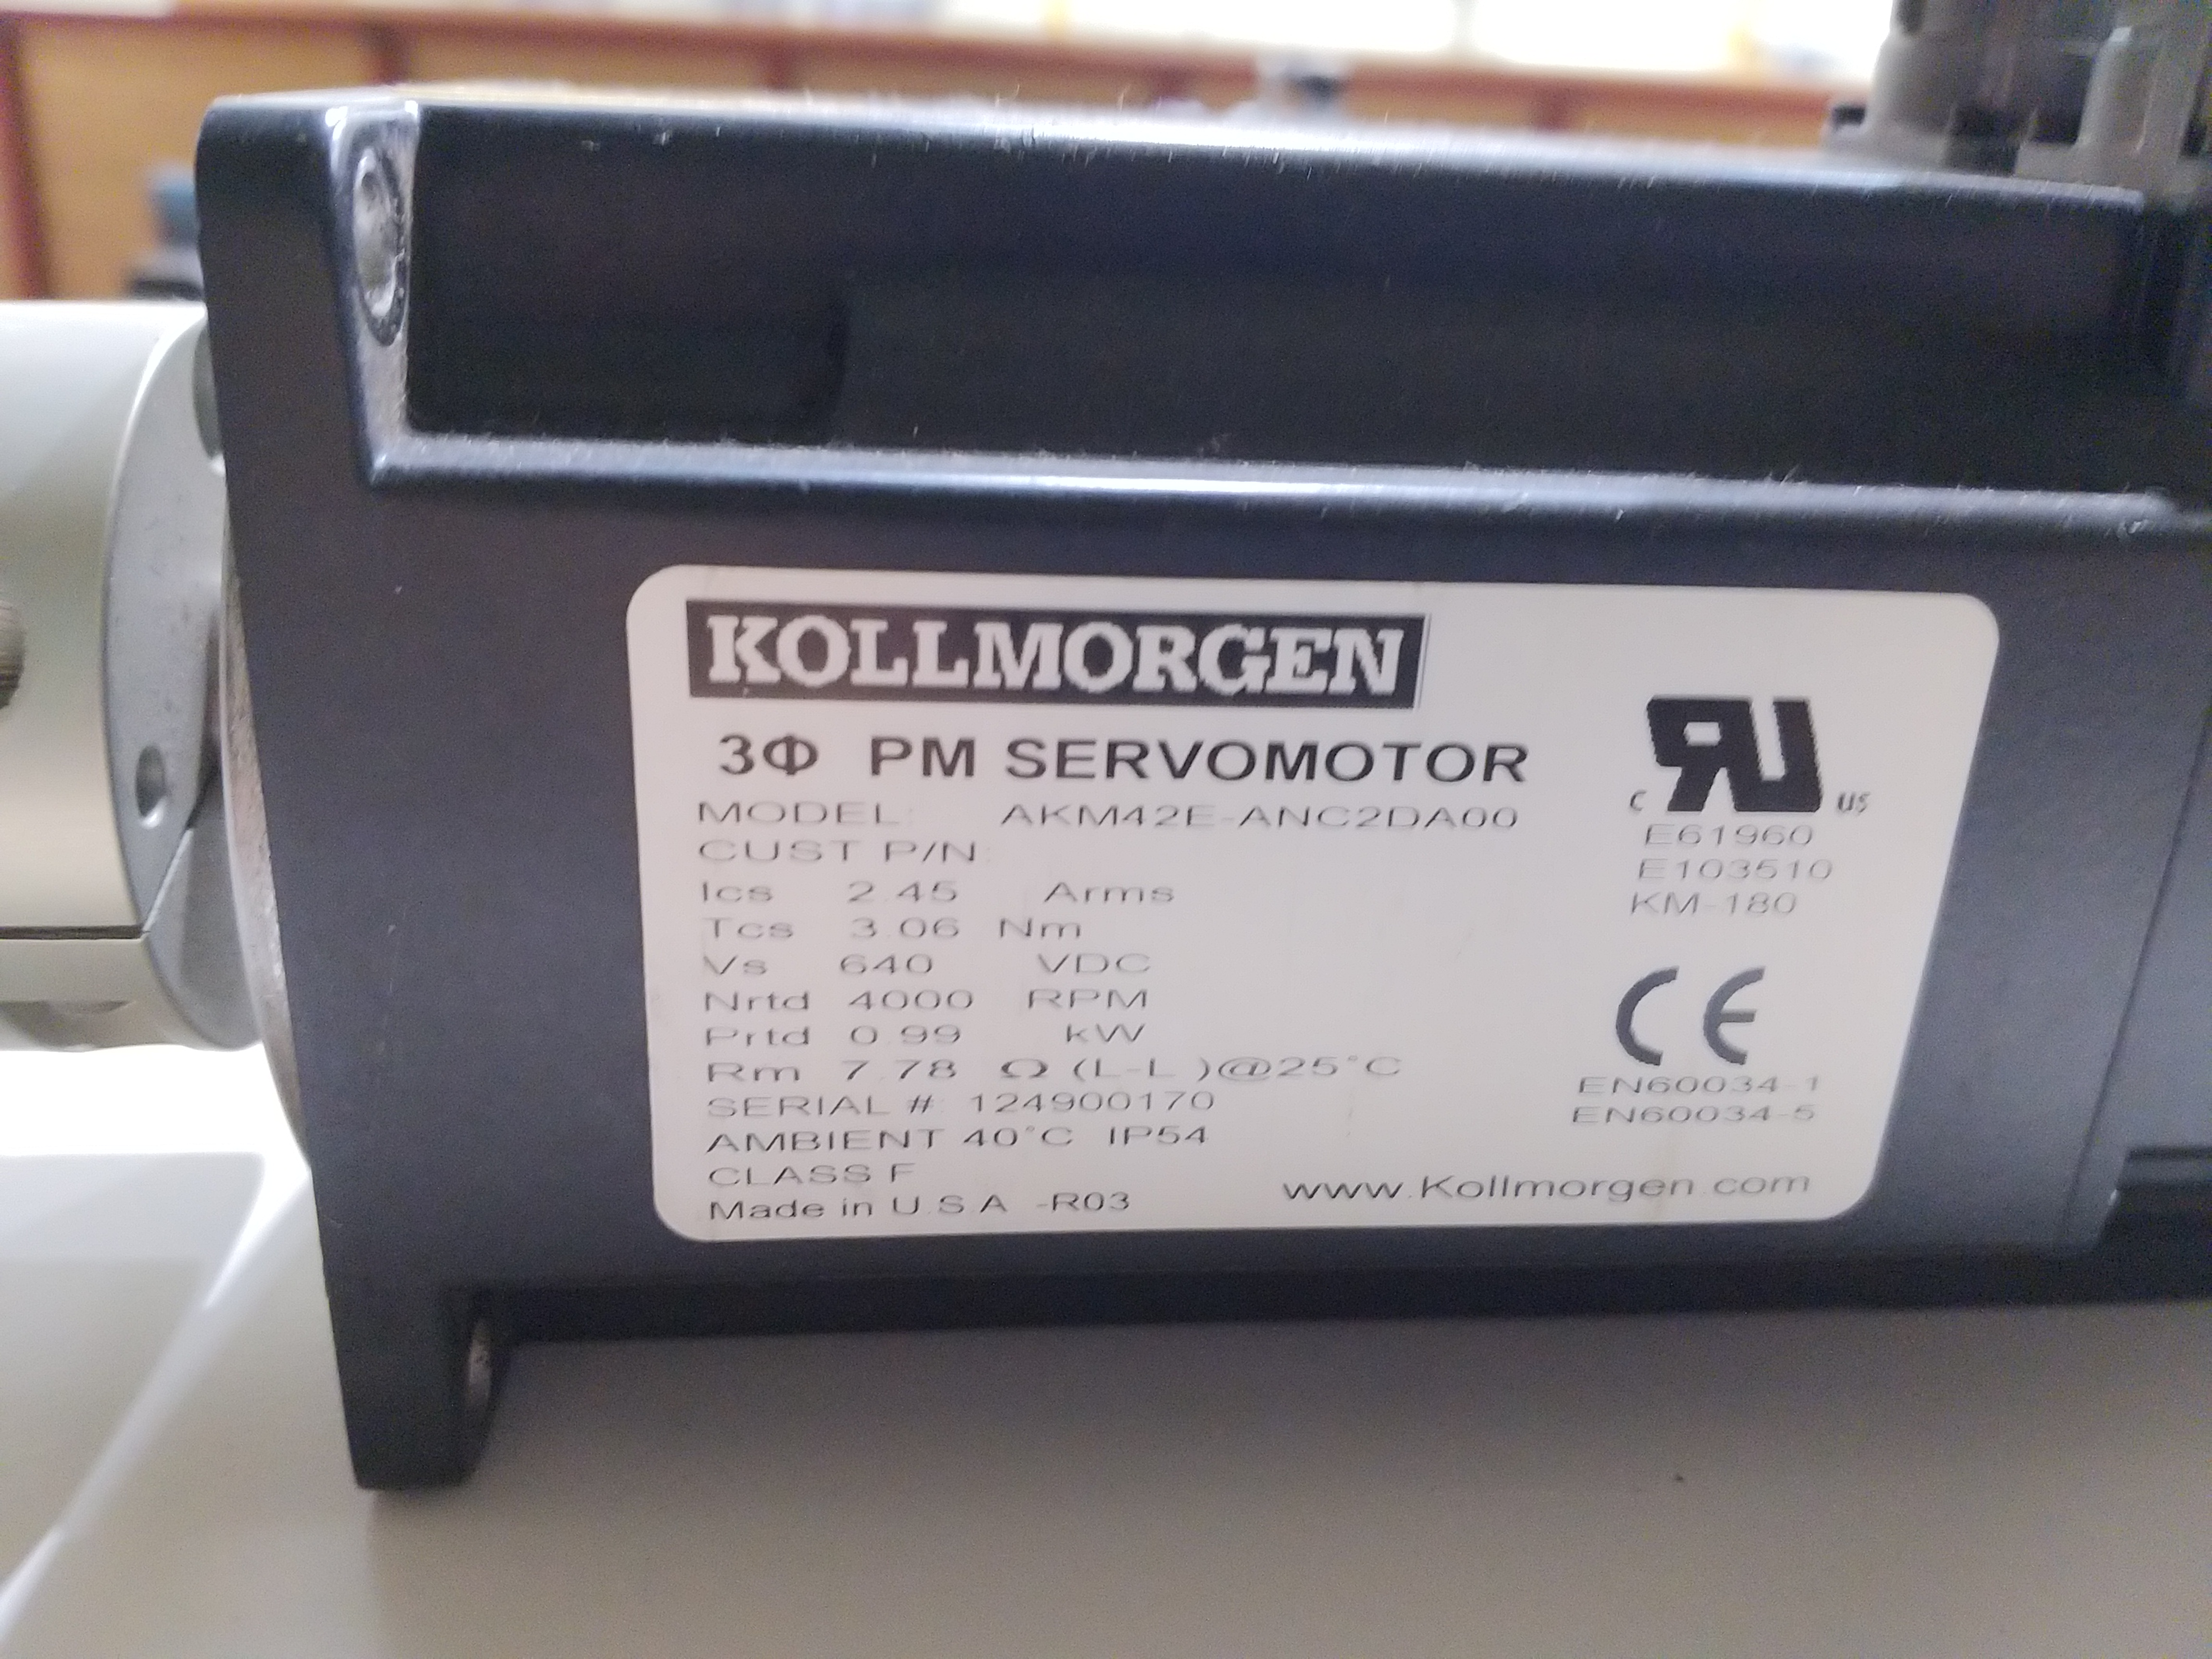 KOLLMORGEN
3Φ PM SERVOMOTOR
MODEL: AKM42E-ANC2DA00
CUST P/N:
Ics 2.45 Arms
Tcs 3.06 Nm
Vs 640 VDC
Nrtd 4000 RPM
Prtd 0.99 kW
Rm 7.78 Ω (L-L )@25°C
SERIAL #: 124900170
AMBIENT 40°C IP54
CLASS F
Made in U.S.A -R03
c RU us
E61960
E103510
KM-180
CE
EN60034-1
EN60034-5
www.Kollmorgen.com